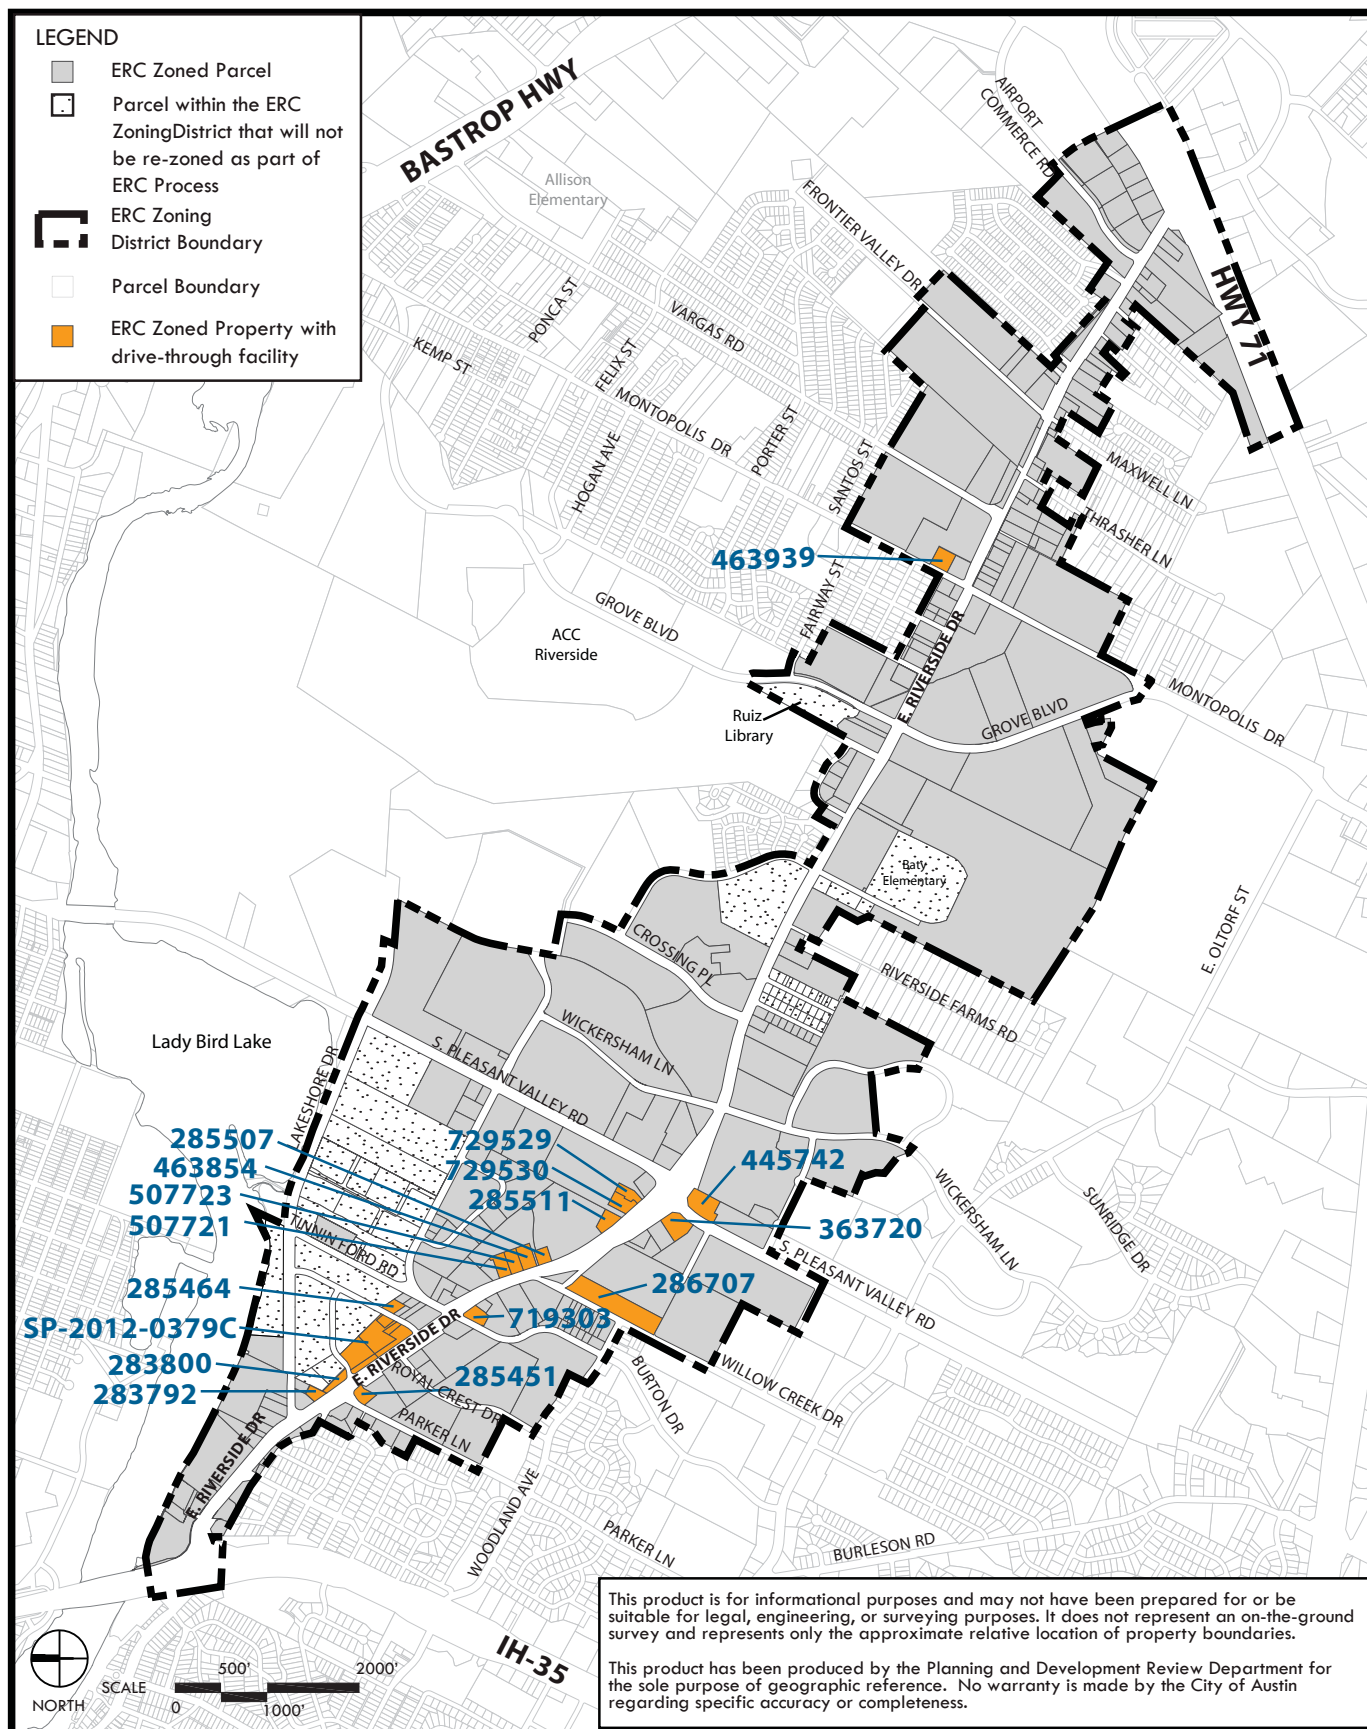 LEGEND
ERC Zoned Parcel
Parcel within the ERC
ZoningDistrict that will not
be re-zoned as part of
ERC Process
ERC Zoning
District Boundary
Parcel Boundary
ERC Zoned Property with
drive-through facility
BASTROP HWY
AIRPORT
COMMERCE RD
Allison
Elementary
FRONTIER VALLEY DR
HWY 71
PONCA ST
VARGAS RD
KEMP ST
FELIX ST
MONTOPOLIS DR
PORTER ST
HOGAN AVE
SANTOS ST
MAXWELL LN
THRASHER LN
463939
FAIRWAY ST
GROVE BLVD
ACC
Riverside
E. RIVERSIDE DR
MONTOPOLIS DR
Ruiz
Library
GROVE BLVD
Baty
Elementary
E. OLTORF ST
CROSSING PL
RIVERSIDE FARMS RD
WICKERSHAM LN
Lady Bird Lake
LAKESHORE DR
S. PLEASANT VALLEY RD
285507
463854
507723
507721
729529
729530
285511
445742
363720
WICKERSHAM LN
SUNRIDGE DR
TINNIN FORD RD
S. PLEASANT VALLEY RD
285464
286707
SP-2012-0379C
719303
283800
283792
E. RIVERSIDE DR
285451
ROYAL CREST DR
PARKER LN
BURTON DR
WILLOW CREEK DR
E. RIVERSIDE DR
WOODLAND AVE
PARKER LN
BURLESON RD
IH-35
NORTH
SCALE
500'
2000'
0
1000'
This product is for informational purposes and may not have been prepared for or be
suitable for legal, engineering, or surveying purposes. It does not represent an on-the-ground
survey and represents only the approximate relative location of property boundaries.
This product has been produced by the Planning and Development Review Department for
the sole purpose of geographic reference. No warranty is made by the City of Austin
regarding specific accuracy or completeness.